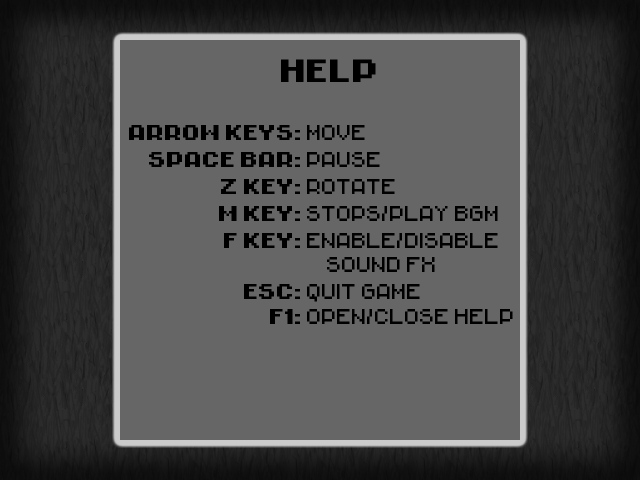 HELP
ARROW KEYS: MOVE
SPACE BAR: PAUSE
Z KEY: ROTATE
M KEY: STOPS/PLAY BGM
F KEY: ENABLE/DISABLE
SOUND FX
ESC: QUIT GAME
F1: OPEN/CLOSE HELP